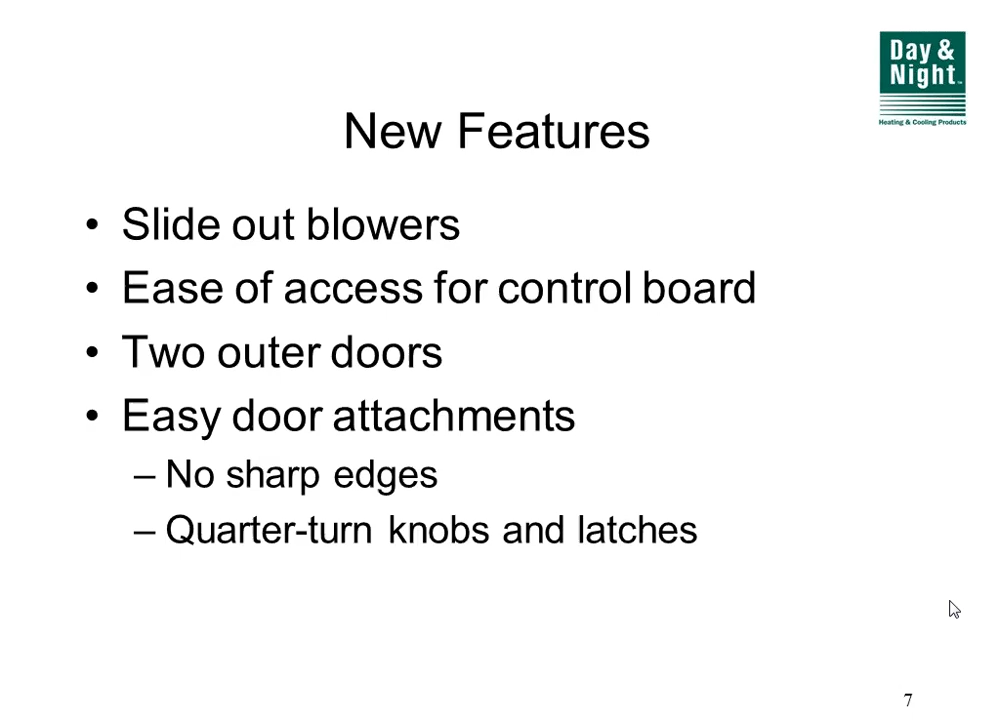 Day &
Night™
Heating & Cooling Products
New Features
• Slide out blowers
• Ease of access for control board
• Two outer doors
• Easy door attachments
– No sharp edges
– Quarter-turn knobs and latches
7